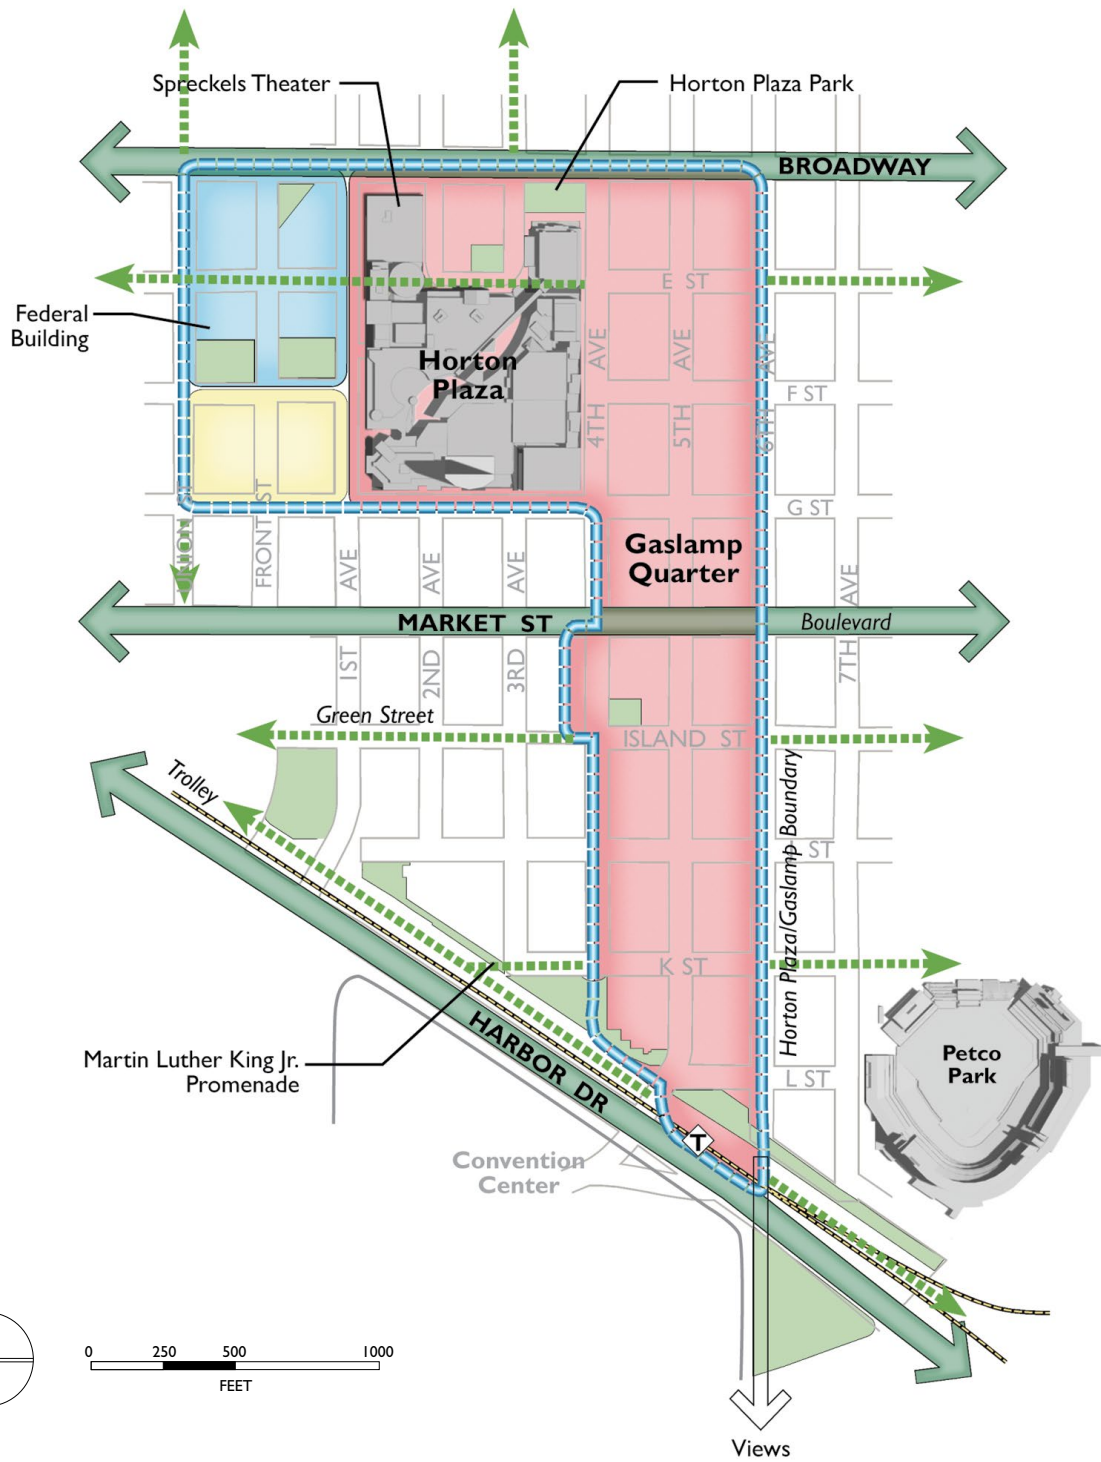 Spreckels Theater
Horton Plaza Park
BROADWAY
E ST
Federal
Building
Horton
Plaza
4TH AVE
5TH AVE
6TH AVE
F ST
G ST
UNION ST
FRONT ST
1ST AVE
2ND AVE
3RD AVE
Gaslamp
Quarter
7TH AVE
MARKET ST
Boulevard
Green Street
ISLAND ST
Trolley
Horton Plaza/Gaslamp Boundary
ST
K ST
HARBOR DR
Martin Luther King Jr.
Promenade
Petco
Park
L ST
T
Convention
Center
0 250 500 1000
FEET
Views